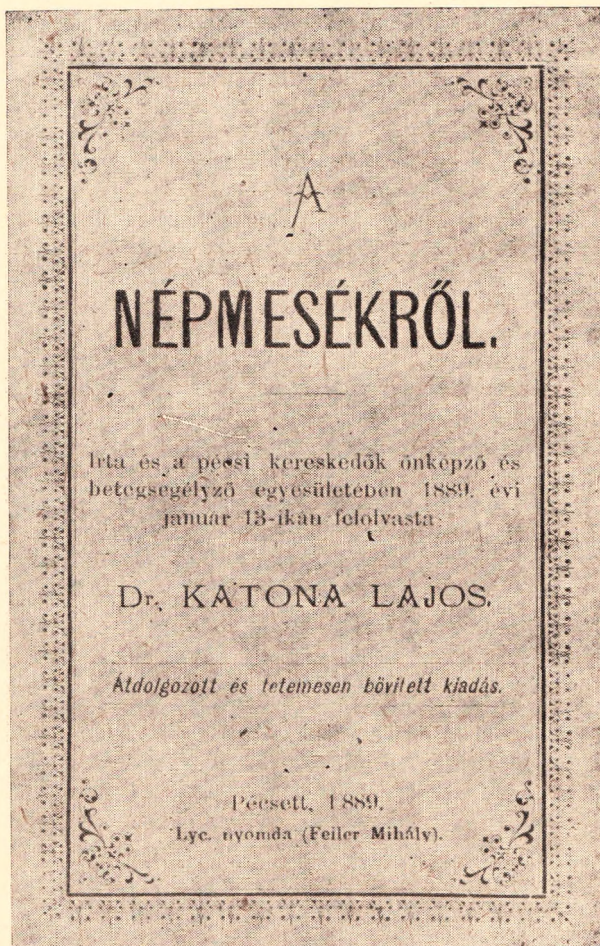 A
NÉPMESÉKRŐL.
Irta és a pécsi kereskedők önképző és
betegsegélyző egyesületében 1889. évi
január 13-ikán felolvasta
Dr. KATONA LAJOS.
Átdolgozott és tetemesen bővített kiadás.
Pécsett, 1889.
Lyc. nyomda (Feiler Mihály).